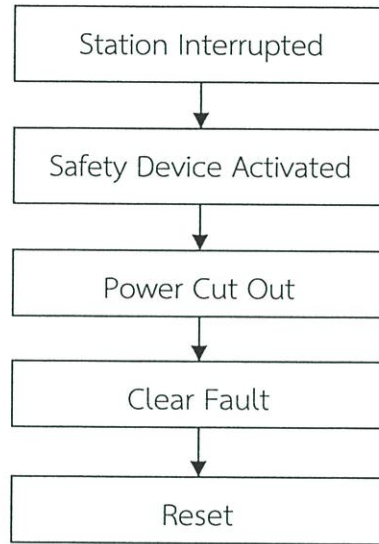 Station Interrupted
Safety Device Activated
Power Cut Out
Clear Fault
Reset